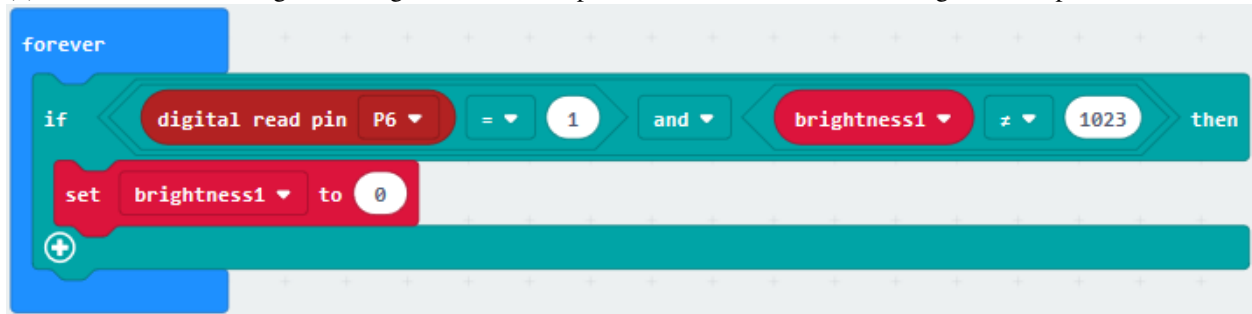 forever
if digital read pin P6 = 1 and brightness1 ≠ 1023 then
set brightness1 to 0